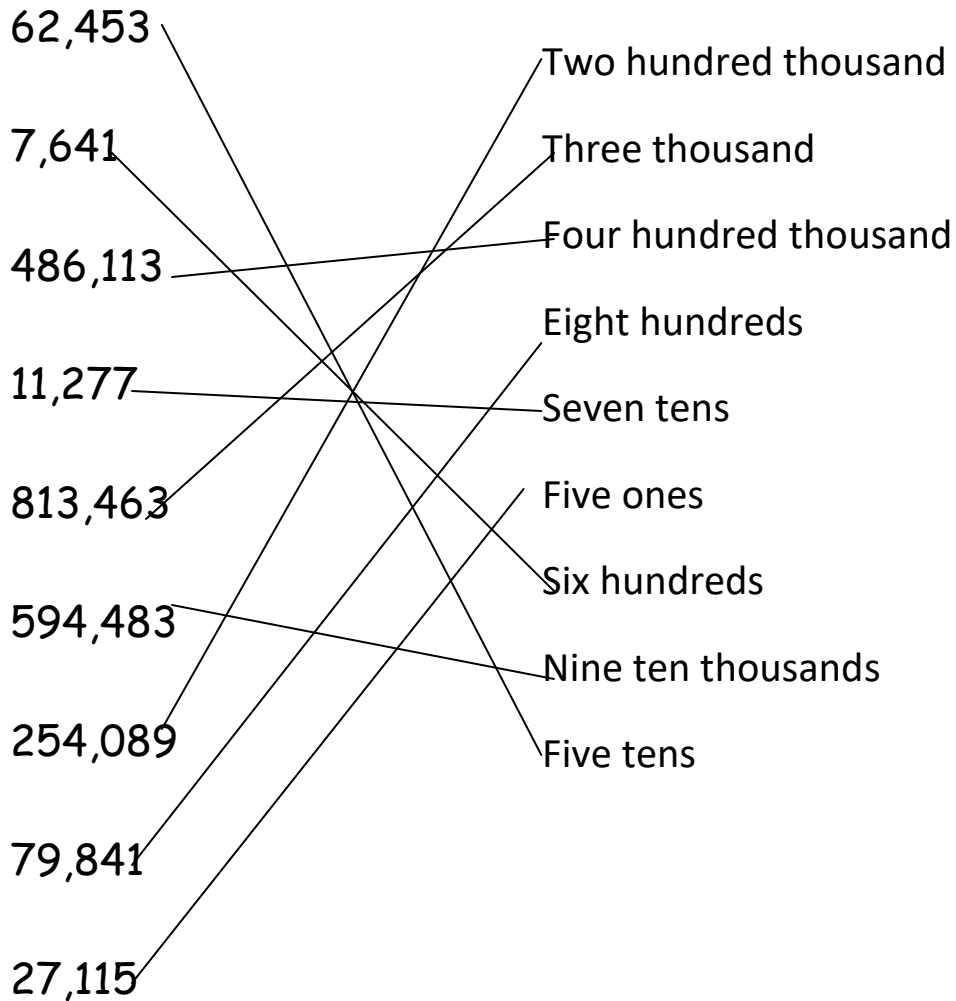 62,453
7,641
486,113
11,277
813,463
594,483
254,089
79,841
27,115
Two hundred thousand
Three thousand
Four hundred thousand
Eight hundreds
Seven tens
Five ones
Six hundreds
Nine ten thousands
Five tens